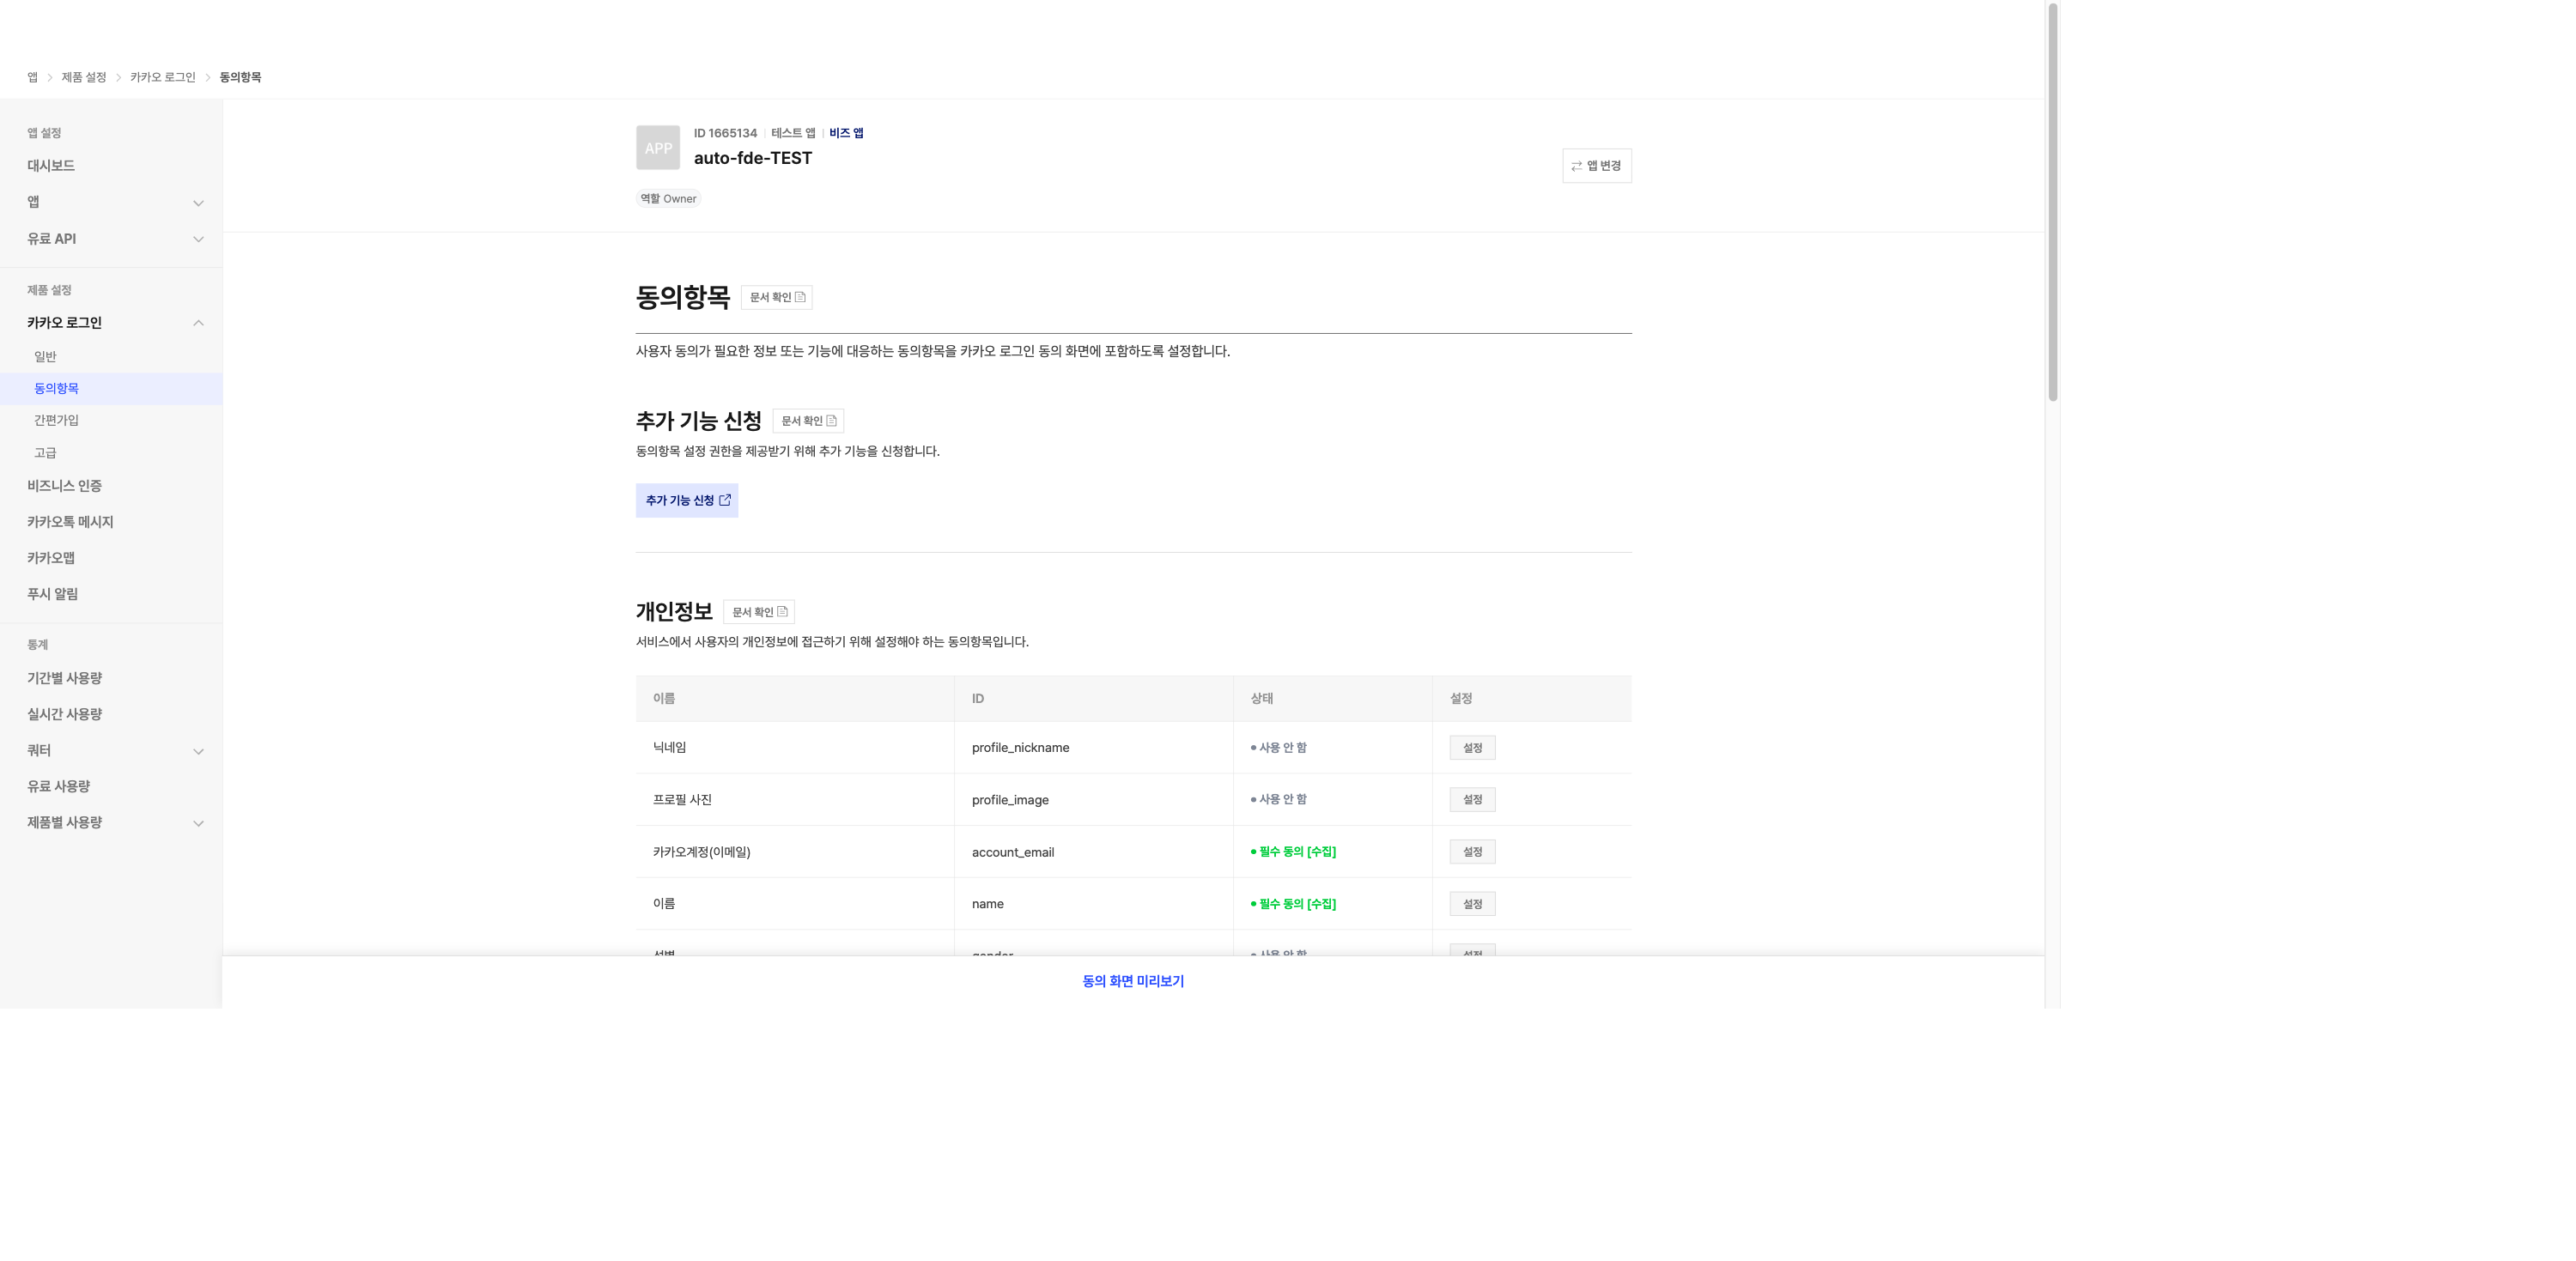 앱 > 제품 설정 > 카카오 로그인 > 동의항목
앱 설정
대시보드
앱
유료 API
제품 설정
카카오 로그인
일반
동의항목
간편가입
고급
비즈니스 인증
카카오톡 메시지
카카오맵
푸시 알림
통계
기간별 사용량
실시간 사용량
쿼터
유료 사용량
제품별 사용량
APP
ID 1665134 | 테스트 앱 | 비즈 앱
auto-fde-TEST
역할 Owner
앱 변경
동의항목 문서 확인
사용자 동의가 필요한 정보 또는 기능에 대응하는 동의항목을 카카오 로그인 동의 화면에 포함하도록 설정합니다.
추가 기능 신청 문서 확인
동의항목 설정 권한을 제공받기 위해 추가 기능을 신청합니다.
추가 기능 신청
개인정보 문서 확인
서비스에서 사용자의 개인정보에 접근하기 위해 설정해야 하는 동의항목입니다.
이름 ID 상태 설정
닉네임 profile_nickname 사용 안 함 설정
프로필 사진 profile_image 사용 안 함 설정
카카오계정(이메일) account_email 필수 동의 [수집] 설정
이름 name 필수 동의 [수집] 설정
성별 gender 사용 안 함 설정
동의 화면 미리보기